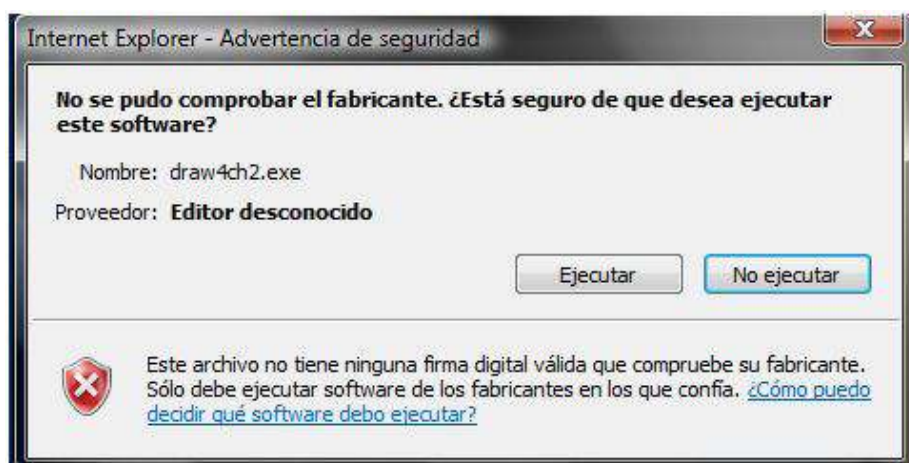 Internet Explorer - Advertencia de seguridad
No se pudo comprobar el fabricante. ¿Está seguro de que desea ejecutar
este software?
Nombre: draw4ch2.exe
Proveedor: Editor desconocido
Ejecutar No ejecutar
Este archivo no tiene ninguna firma digital válida que compruebe su fabricante.
Sólo debe ejecutar software de los fabricantes en los que confía. ¿Cómo puedo
decidir qué software debo ejecutar?